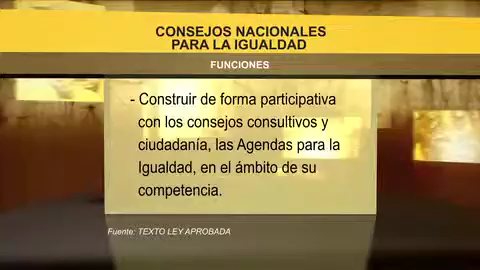 CONSEJOS NACIONALES
PARA LA IGUALDAD
FUNCIONES
- Construir de forma participativa
con los consejos consultivos y
ciudadanía, las Agendas para la
Igualdad, en el ámbito de su
competencia.
Fuente: TEXTO LEY APROBADA